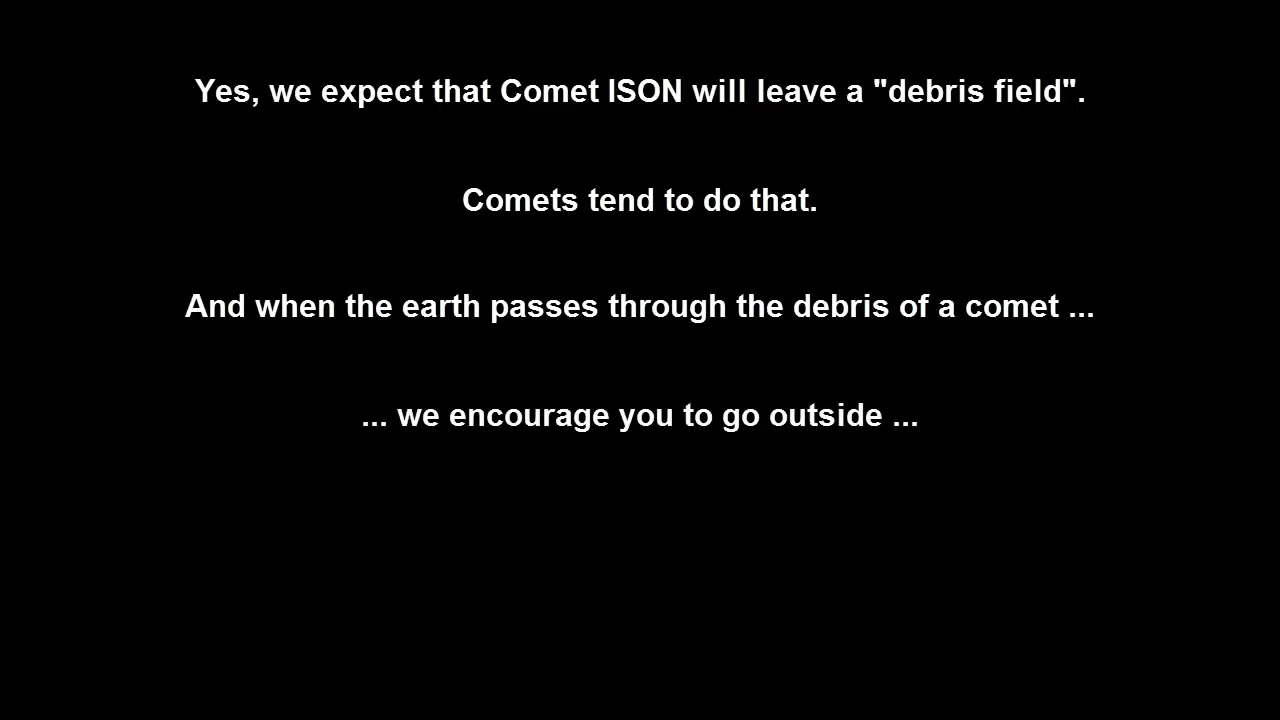 Yes, we expect that Comet ISON will leave a "debris field".
Comets tend to do that.
And when the earth passes through the debris of a comet ...
... we encourage you to go outside ...